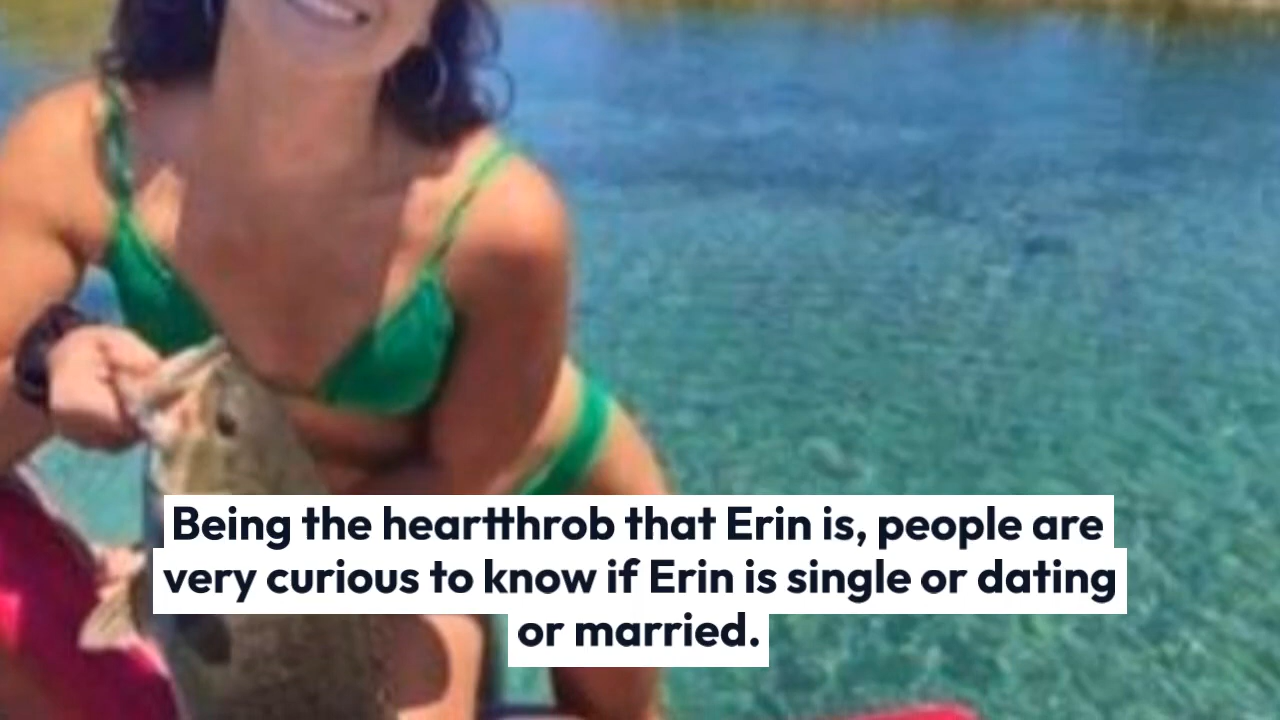 Being the heartthrob that Erin is, people are
very curious to know if Erin is single or dating
or married.